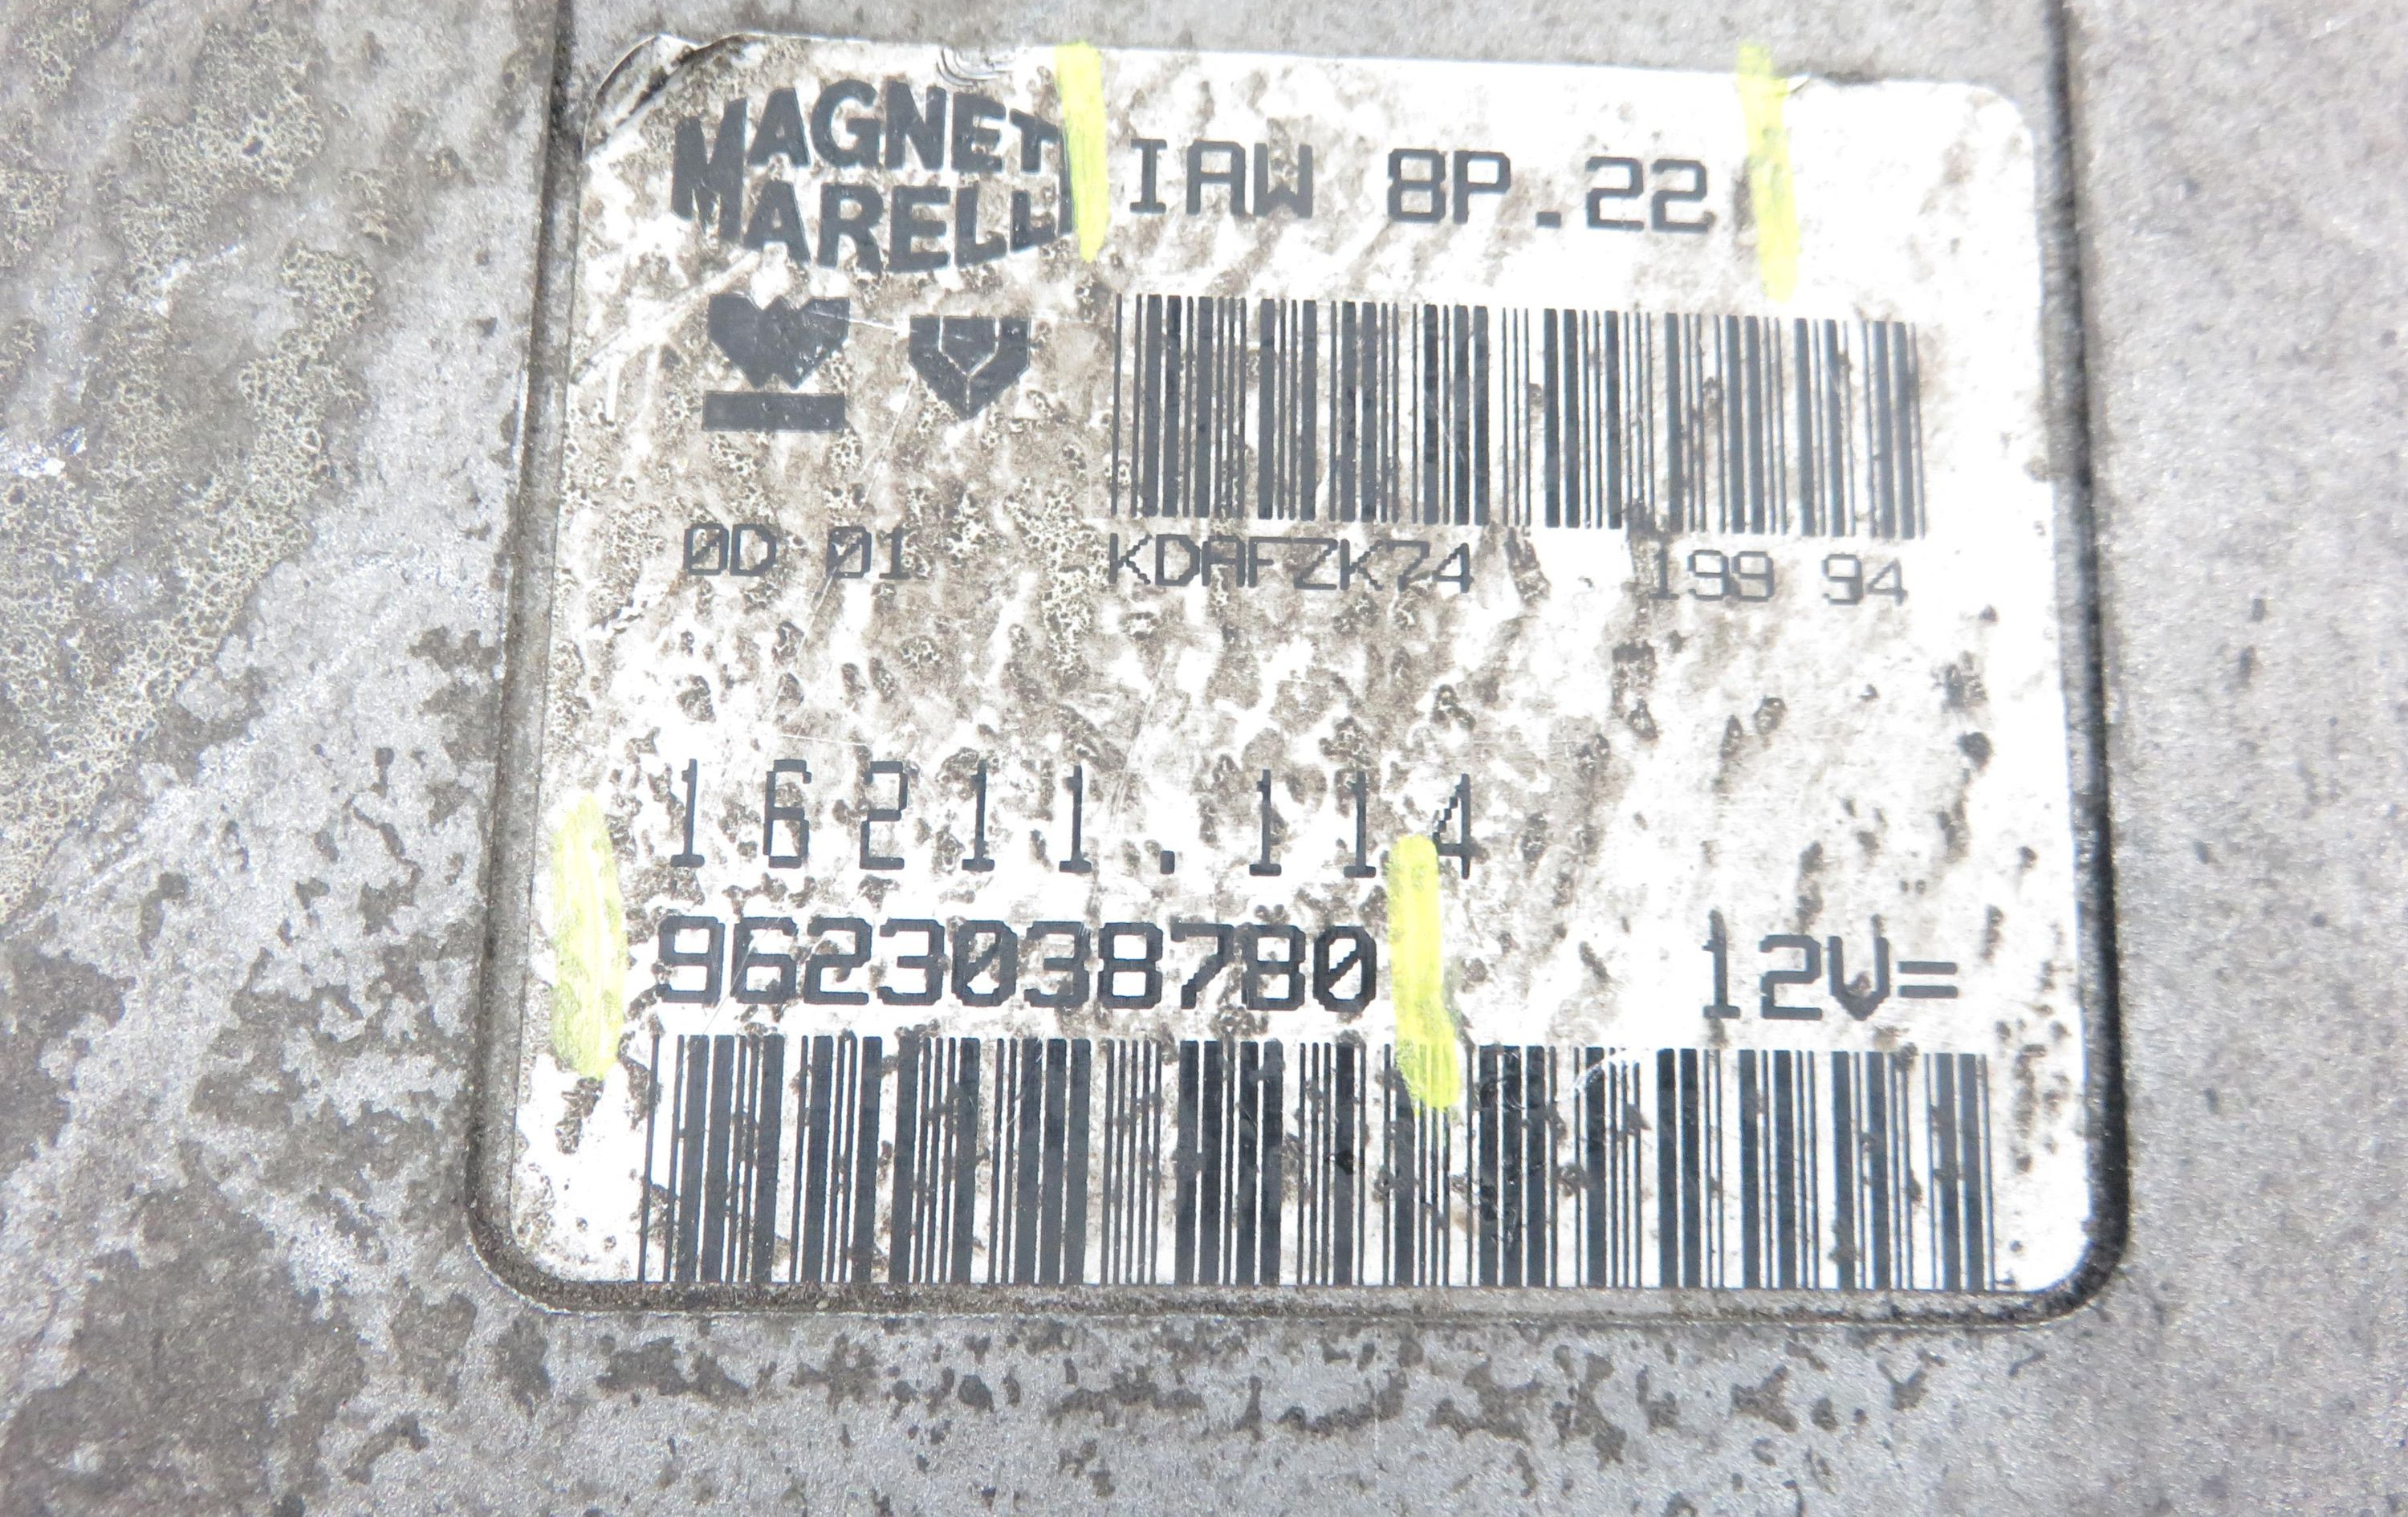 MAGNETI
MARELLI
IAW 8P.22
0D 01 KDAFZK74 199 94
16211.114
9623038780 12V=